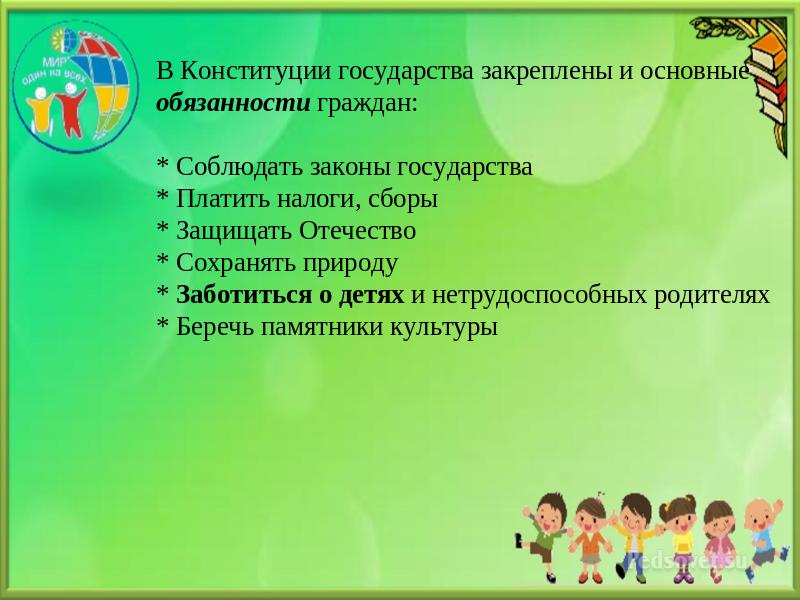 МИР
один на всех
В Конституции государства закреплены и основные
обязанности граждан:
* Соблюдать законы государства
* Платить налоги, сборы
* Защищать Отечество
* Сохранять природу
* Заботиться о детях и нетрудоспособных родителях
* Беречь памятники культуры
pedsovet.su